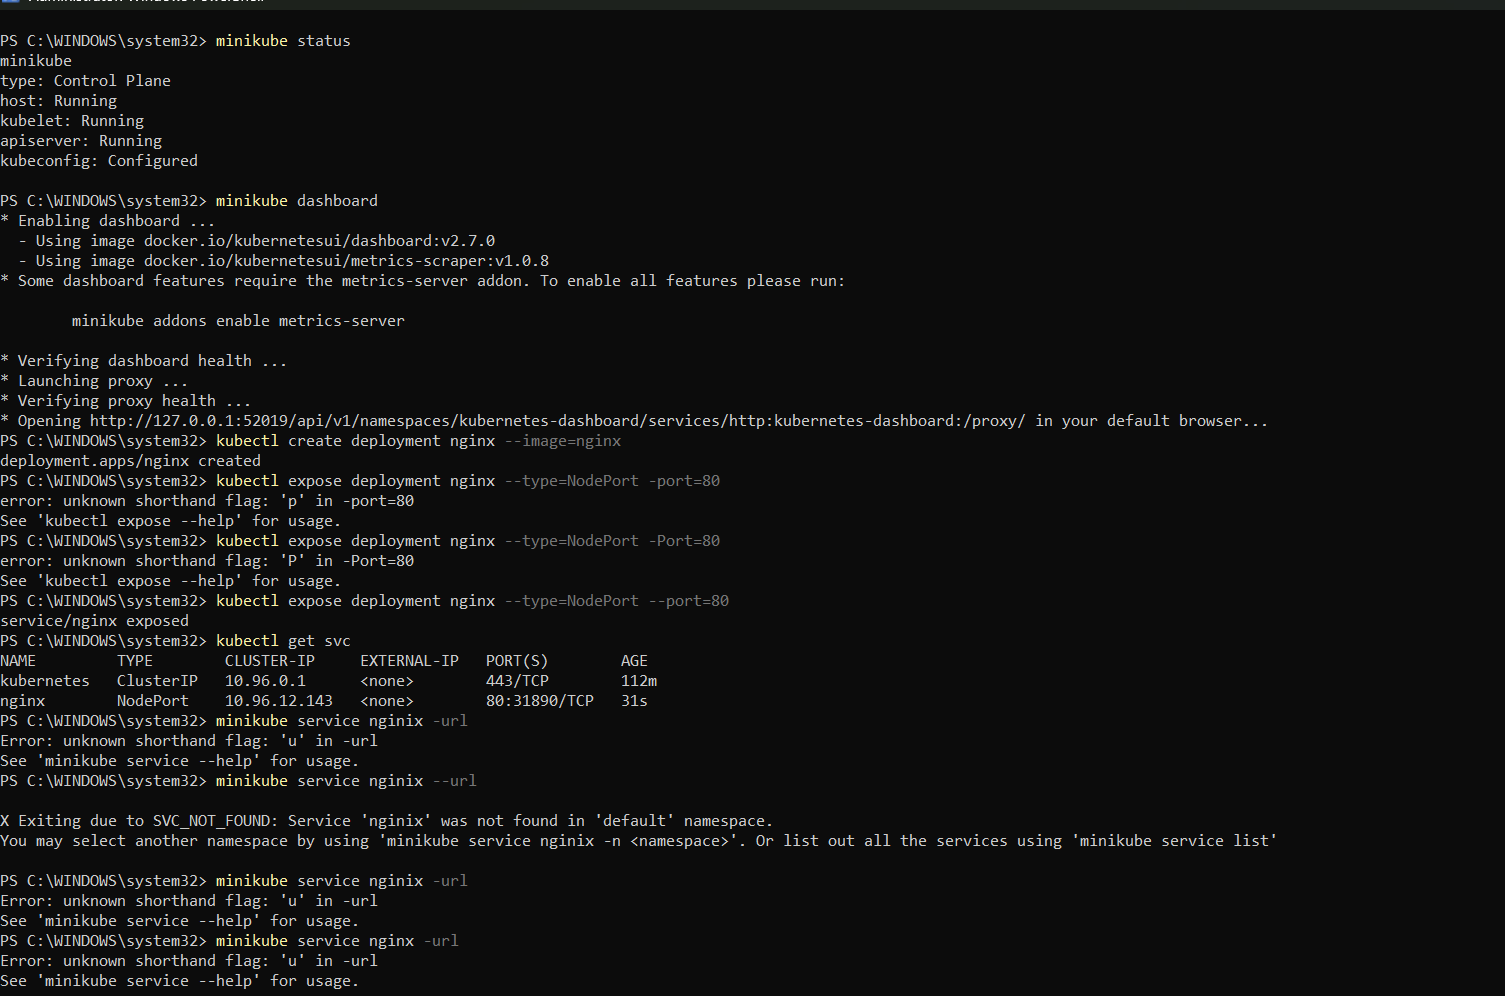 PS C:\WINDOWS\system32> minikube status
minikube
type: Control Plane
host: Running
kubelet: Running
apiserver: Running
kubeconfig: Configured
PS C:\WINDOWS\system32> minikube dashboard
* Enabling dashboard ...
  - Using image docker.io/kubernetesui/dashboard:v2.7.0
  - Using image docker.io/kubernetesui/metrics-scraper:v1.0.8
* Some dashboard features require the metrics-server addon. To enable all features please run:
        minikube addons enable metrics-server
* Verifying dashboard health ...
* Launching proxy ...
* Verifying proxy health ...
* Opening http://127.0.0.1:52019/api/v1/namespaces/kubernetes-dashboard/services/http:kubernetes-dashboard:/proxy/ in your default browser...
PS C:\WINDOWS\system32> kubectl create deployment nginx --image=nginx
deployment.apps/nginx created
PS C:\WINDOWS\system32> kubectl expose deployment nginx --type=NodePort -port=80
error: unknown shorthand flag: 'p' in -port=80
See 'kubectl expose --help' for usage.
PS C:\WINDOWS\system32> kubectl expose deployment nginx --type=NodePort -Port=80
error: unknown shorthand flag: 'P' in -Port=80
See 'kubectl expose --help' for usage.
PS C:\WINDOWS\system32> kubectl expose deployment nginx --type=NodePort --port=80
service/nginx exposed
PS C:\WINDOWS\system32> kubectl get svc
NAME         TYPE        CLUSTER-IP     EXTERNAL-IP   PORT(S)        AGE
kubernetes   ClusterIP   10.96.0.1      <none>        443/TCP        112m
nginx        NodePort    10.96.12.143   <none>        80:31890/TCP   31s
PS C:\WINDOWS\system32> minikube service nginix -url
Error: unknown shorthand flag: 'u' in -url
See 'minikube service --help' for usage.
PS C:\WINDOWS\system32> minikube service nginix --url
X Exiting due to SVC_NOT_FOUND: Service 'nginix' was not found in 'default' namespace.
You may select another namespace by using 'minikube service nginix -n <namespace>'. Or list out all the services using 'minikube service list'
PS C:\WINDOWS\system32> minikube service nginix -url
Error: unknown shorthand flag: 'u' in -url
See 'minikube service --help' for usage.
PS C:\WINDOWS\system32> minikube service nginx -url
Error: unknown shorthand flag: 'u' in -url
See 'minikube service --help' for usage.